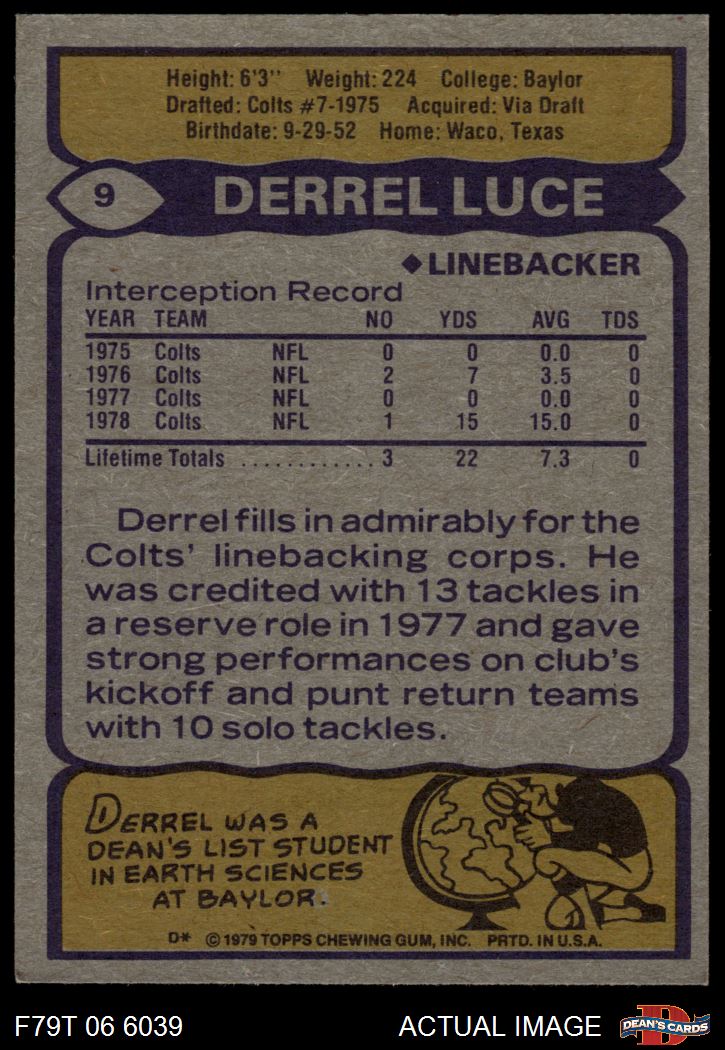 Height: 6'3'' Weight: 224 College: Baylor
Drafted: Colts #7-1975 Acquired: Via Draft
Birthdate: 9-29-52 Home: Waco, Texas
9 DERREL LUCE
◆LINEBACKER
Interception Record
YEAR TEAM NO YDS AVG TDS
1975 Colts NFL 0 0 0.0 0
1976 Colts NFL 2 7 3.5 0
1977 Colts NFL 0 0 0.0 0
1978 Colts NFL 1 15 15.0 0
Lifetime Totals ............ 3 22 7.3 0
Derrel fills in admirably for the
Colts' linebacking corps. He
was credited with 13 tackles in
a reserve role in 1977 and gave
strong performances on club's
kickoff and punt return teams
with 10 solo tackles.
DERREL WAS A
DEAN'S LIST STUDENT
IN EARTH SCIENCES
AT BAYLOR.
D* © 1979 TOPPS CHEWING GUM, INC. PRTD. IN U.S.A.
F79T 06 6039 ACTUAL IMAGE D DEAN'S CARDS